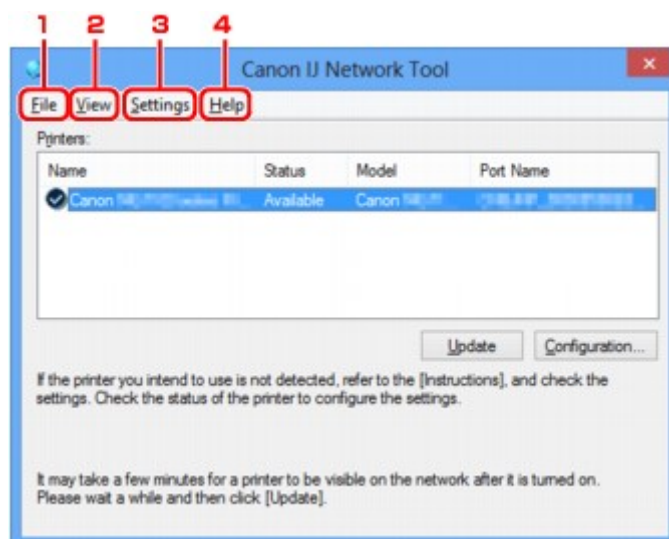 1 2 3 4
Canon IJ Network Tool
File View Settings Help
Printers:
Name Status Model Port Name
Canon Available Canon
Update Configuration...
If the printer you intend to use is not detected, refer to the [Instructions], and check the
settings. Check the status of the printer to configure the settings.
It may take a few minutes for a printer to be visible on the network after it is turned on.
Please wait a while and then click [Update].